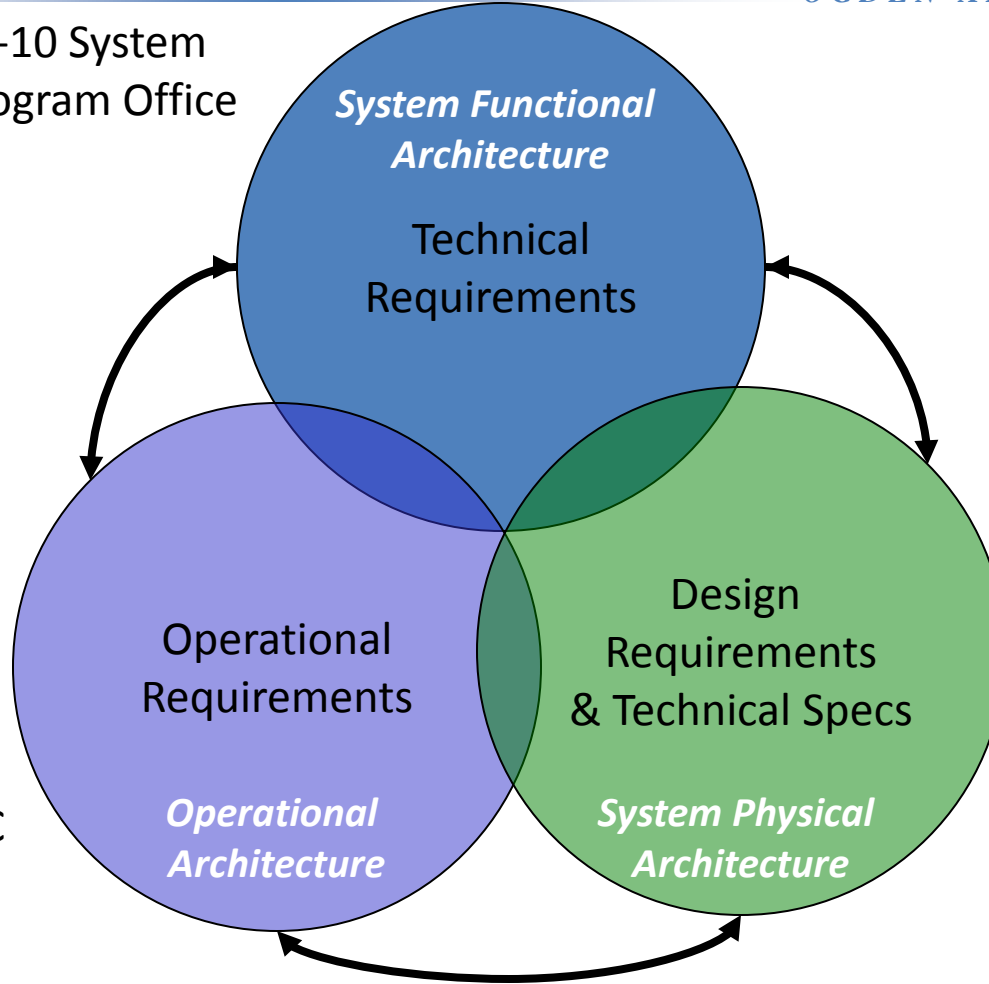 -10 System
ogram Office
System Functional
Architecture
Technical
Requirements
Operational
Requirements
Design
Requirements
& Technical Specs
C
Operational
Architecture
System Physical
Architecture